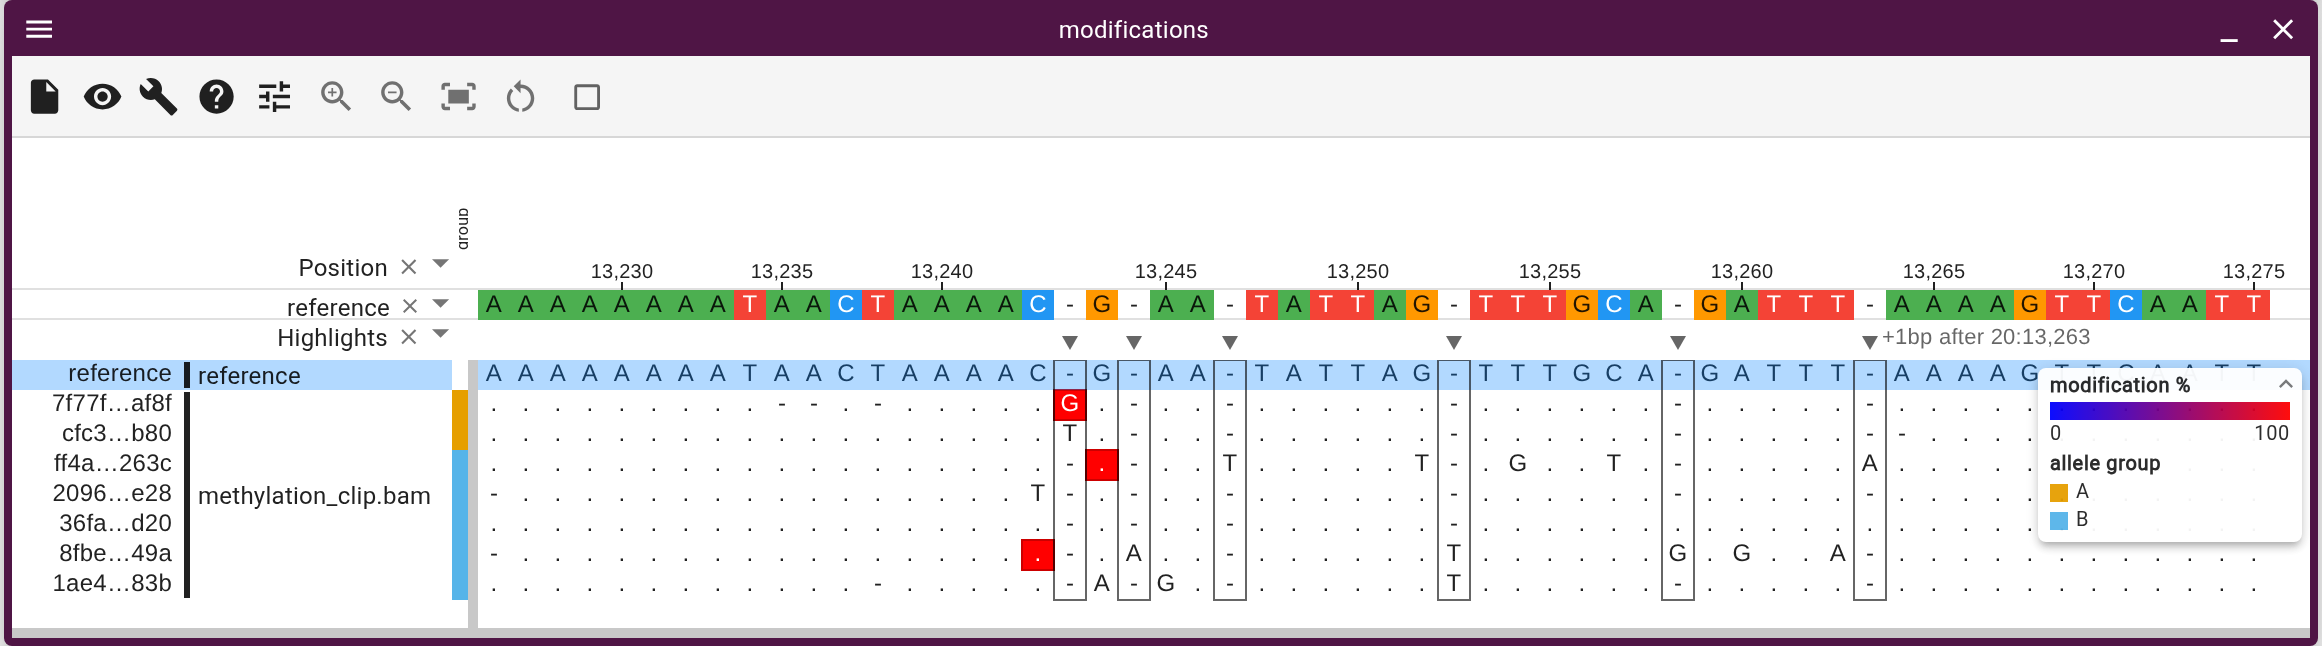 modifications
group
Position
13,230 13,235 13,240 13,245 13,250 13,255 13,260 13,265 13,270 13,275
reference A A A A A A A A T A A C T A A A A C - G - A A - T A T T A G - T T T G C A - G A T T T - A A A A G T T C A A T T
Highlights +1bp after 20:13,263
reference reference A A A A A A A A T A A C T A A A A C - G - A A - T A T T A G - T T T G C A - G A T T T - A A A A G T T C A A T T
7f77f...af8f . . . . . . . . . - - . - . . . . . G . - . . - . . . . . . - . . . . . . - . . . . . - . . . . .
cfc3...b80 . . . . . . . . . . . . . . . . . . T . - . . - . . . . . . - . . . . . . - . . . . . - - . . . .
ff4a...263c . . . . . . . . . . . . . . . . . . - . - . . T . . . . . T - . G . . T . - . . . . . A . . . . .
2096...e28 - . . . . . . . . . . . . . . . . T - . - . . - . . . . . . - . . . . . . - . . . . . - . . . . .
methylation_clip.bam
36fa...d20 . . . . . . . . . . . . . . . . . . - . - . . - . . . . . . - . . . . . . . . . . . . . . . . . .
8fbe...49a - . . . . . . . . . . . . . . . . . - . A . . - . . . . . . T . . . . . . G . G . . A - . . . . . . . . . . . .
1ae4...83b . . . . . . . . . . . . - . . . . . - A - G . - . . . . . . T . . . . . . - . . . . . - . . . . . . . . . . . .
modification %
0 100
allele group
A
B